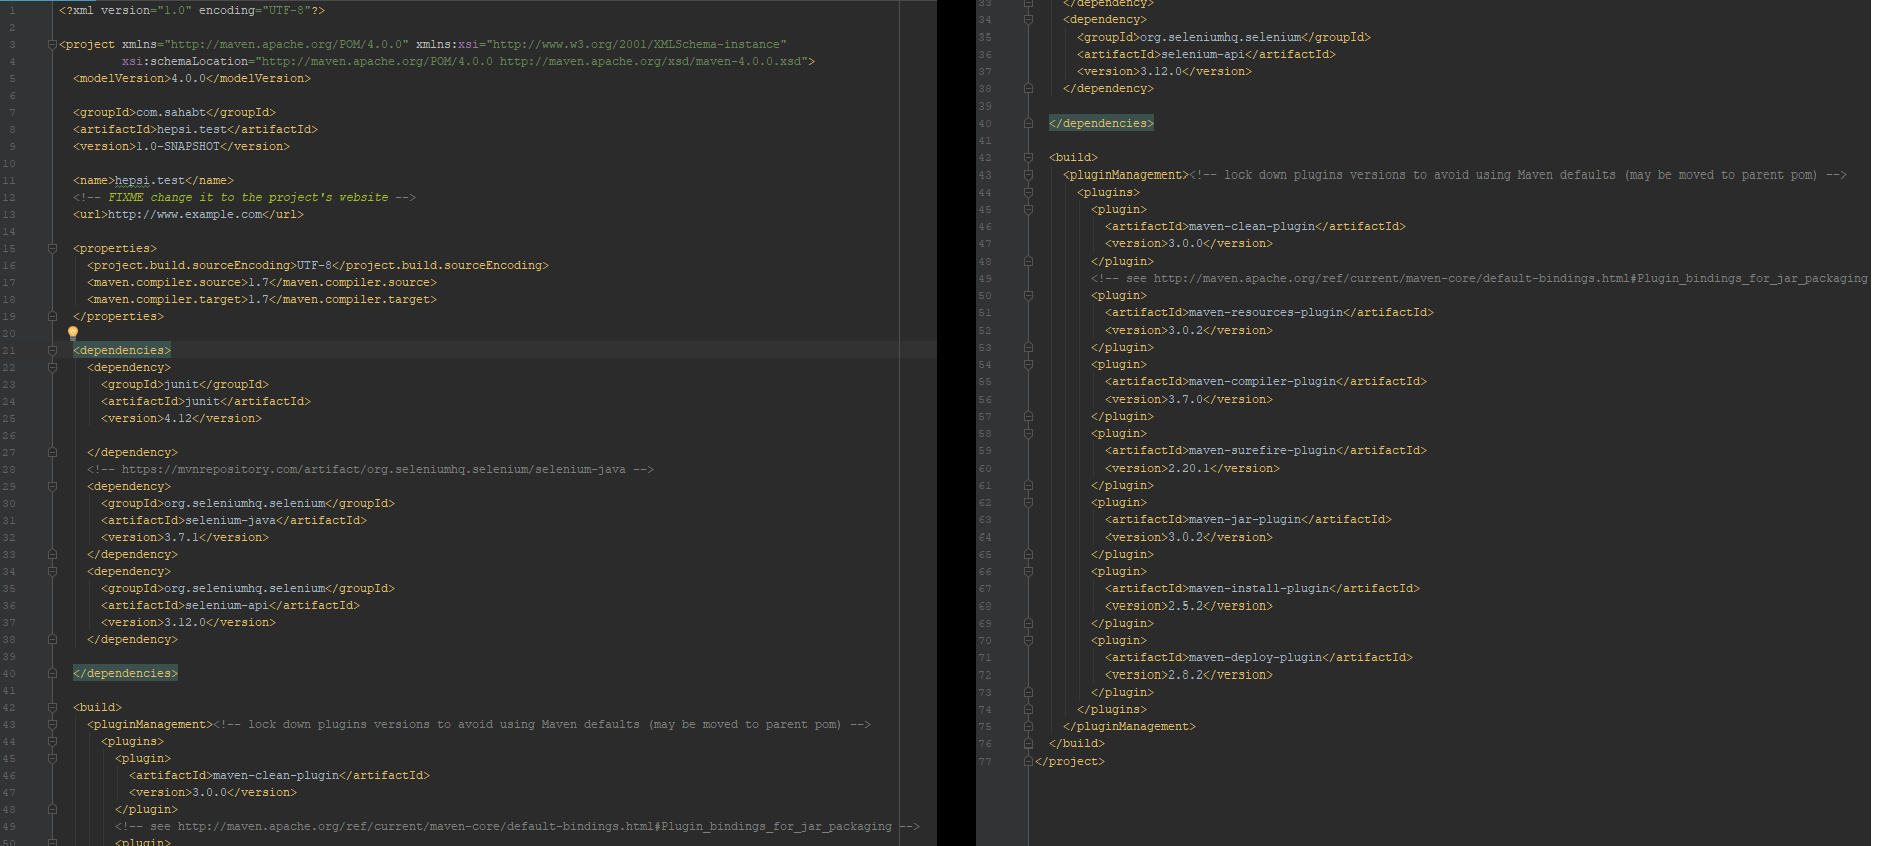 1 <?xml version="1.0" encoding="UTF-8"?>
2
3 <project xmlns="http://maven.apache.org/POM/4.0.0" xmlns:xsi="http://www.w3.org/2001/XMLSchema-instance"
4 xsi:schemaLocation="http://maven.apache.org/POM/4.0.0 http://maven.apache.org/xsd/maven-4.0.0.xsd">
5 <modelVersion>4.0.0</modelVersion>
6
7 <groupId>com.sahabt</groupId>
8 <artifactId>hepsi.test</artifactId>
9 <version>1.0-SNAPSHOT</version>
10
11 <name>hepsi.test</name>
12 <!-- FIXME change it to the project's website -->
13 <url>http://www.example.com</url>
14
15 <properties>
16 <project.build.sourceEncoding>UTF-8</project.build.sourceEncoding>
17 <maven.compiler.source>1.7</maven.compiler.source>
18 <maven.compiler.target>1.7</maven.compiler.target>
19 </properties>
20
21 <dependencies>
22 <dependency>
23 <groupId>junit</groupId>
24 <artifactId>junit</artifactId>
25 <version>4.12</version>
26
27 </dependency>
28 <!-- https://mvnrepository.com/artifact/org.seleniumhq.selenium/selenium-java -->
29 <dependency>
30 <groupId>org.seleniumhq.selenium</groupId>
31 <artifactId>selenium-java</artifactId>
32 <version>3.7.1</version>
33 </dependency>
34 <dependency>
35 <groupId>org.seleniumhq.selenium</groupId>
36 <artifactId>selenium-api</artifactId>
37 <version>3.12.0</version>
38 </dependency>
39
40 </dependencies>
41
42 <build>
43 <pluginManagement><!-- lock down plugins versions to avoid using Maven defaults (may be moved to parent pom) -->
44 <plugins>
45 <plugin>
46 <artifactId>maven-clean-plugin</artifactId>
47 <version>3.0.0</version>
48 </plugin>
49 <!-- see http://maven.apache.org/ref/current/maven-core/default-bindings.html#Plugin_bindings_for_jar_packaging -->
50 <plugin>
33 </dependency>
34 <dependency>
35 <groupId>org.seleniumhq.selenium</groupId>
36 <artifactId>selenium-api</artifactId>
37 <version>3.12.0</version>
38 </dependency>
39
40 </dependencies>
41
42 <build>
43 <pluginManagement><!-- lock down plugins versions to avoid using Maven defaults (may be moved to parent pom) -->
44 <plugins>
45 <plugin>
46 <artifactId>maven-clean-plugin</artifactId>
47 <version>3.0.0</version>
48 </plugin>
49 <!-- see http://maven.apache.org/ref/current/maven-core/default-bindings.html#Plugin_bindings_for_jar_packaging
50 <plugin>
51 <artifactId>maven-resources-plugin</artifactId>
52 <version>3.0.2</version>
53 </plugin>
54 <plugin>
55 <artifactId>maven-compiler-plugin</artifactId>
56 <version>3.7.0</version>
57 </plugin>
58 <plugin>
59 <artifactId>maven-surefire-plugin</artifactId>
60 <version>2.20.1</version>
61 </plugin>
62 <plugin>
63 <artifactId>maven-jar-plugin</artifactId>
64 <version>3.0.2</version>
65 </plugin>
66 <plugin>
67 <artifactId>maven-install-plugin</artifactId>
68 <version>2.5.2</version>
69 </plugin>
70 <plugin>
71 <artifactId>maven-deploy-plugin</artifactId>
72 <version>2.8.2</version>
73 </plugin>
74 </plugins>
75 </pluginManagement>
76 </build>
77 </project>